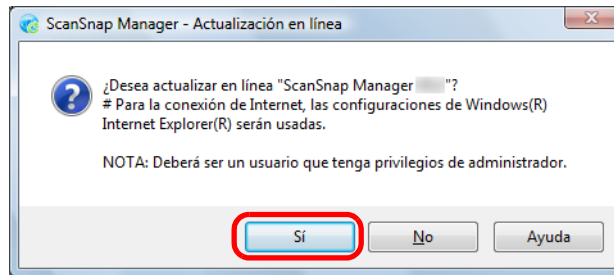 ScanSnap Manager - Actualización en línea
¿Desea actualizar en línea "ScanSnap Manager "?
# Para la conexión de Internet, las configuraciones de Windows(R)
Internet Explorer(R) serán usadas.
NOTA: Deberá ser un usuario que tenga privilegios de administrador.
Sí No Ayuda